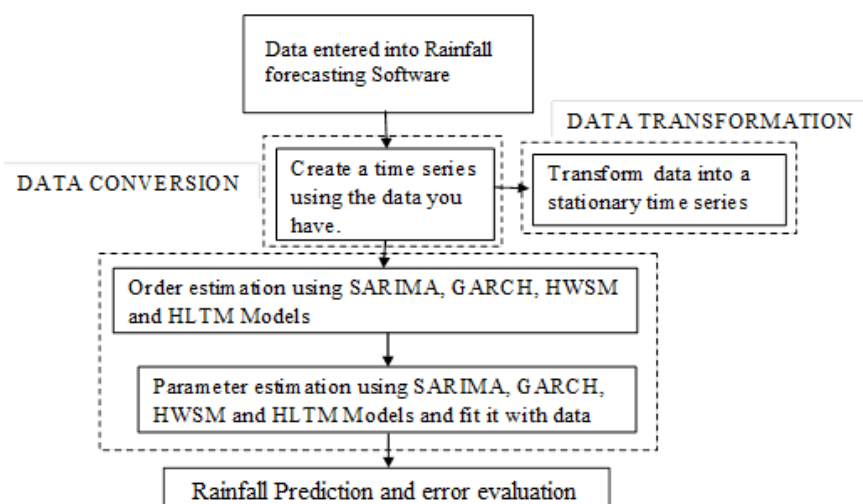 Data entered into Rainfall
forecasting Software
DATA TRANSFORMATION
DATA CONVERSION
Create a time series
using the data you
have.
Transform data into a
stationary time series
Order estimation using SARIMA, GARCH, HWSM
and HLTM Models
Parameter estimation using SARIMA, GARCH,
HWSM and HLTM Models and fit it with data
Rainfall Prediction and error evaluation